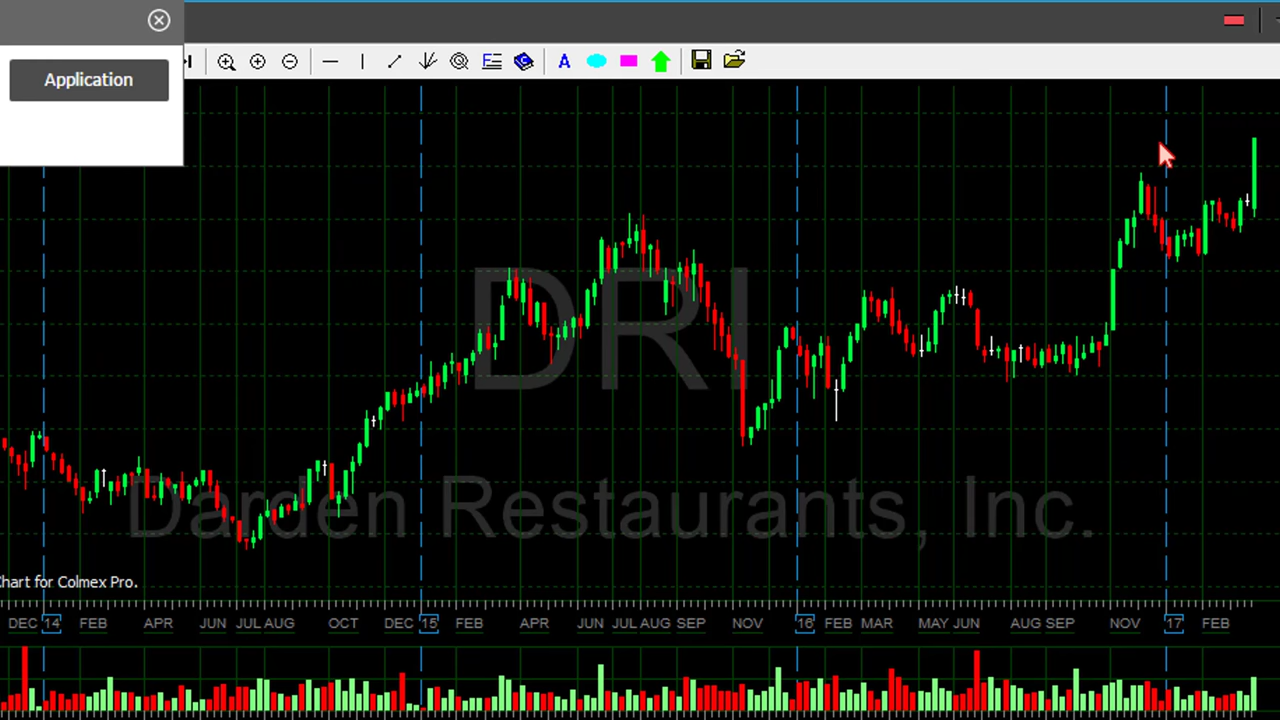 Application
A
DRI
Darden Restaurants, Inc.
Chart for Colmex Pro.
DEC 14 FEB APR JUN JUL AUG OCT DEC 15 FEB APR JUN JUL AUG SEP NOV 16 FEB MAR MAY JUN AUG SEP NOV 17 FEB